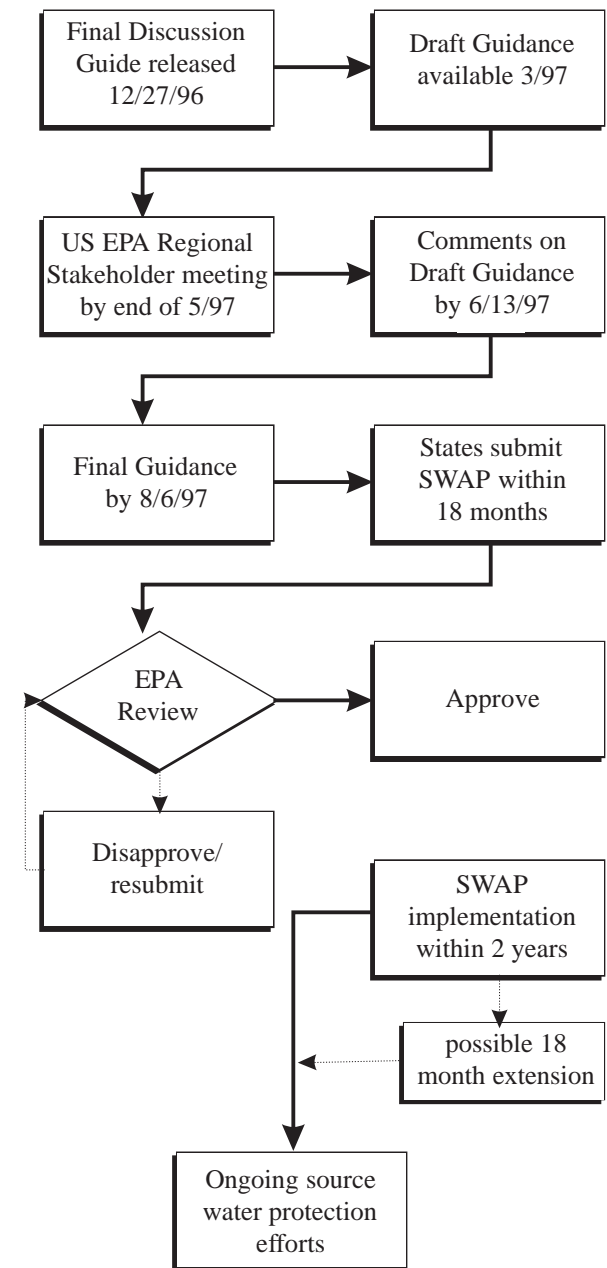 Final Discussion
Guide released
12/27/96
Draft Guidance
available 3/97
US EPA Regional
Stakeholder meeting
by end of 5/97
Comments on
Draft Guidance
by 6/13/97
Final Guidance
by 8/6/97
States submit
SWAP within
18 months
EPA
Review
Approve
Disapprove/
resubmit
SWAP
implementation
within 2 years
possible 18
month extension
Ongoing source
water protection
efforts